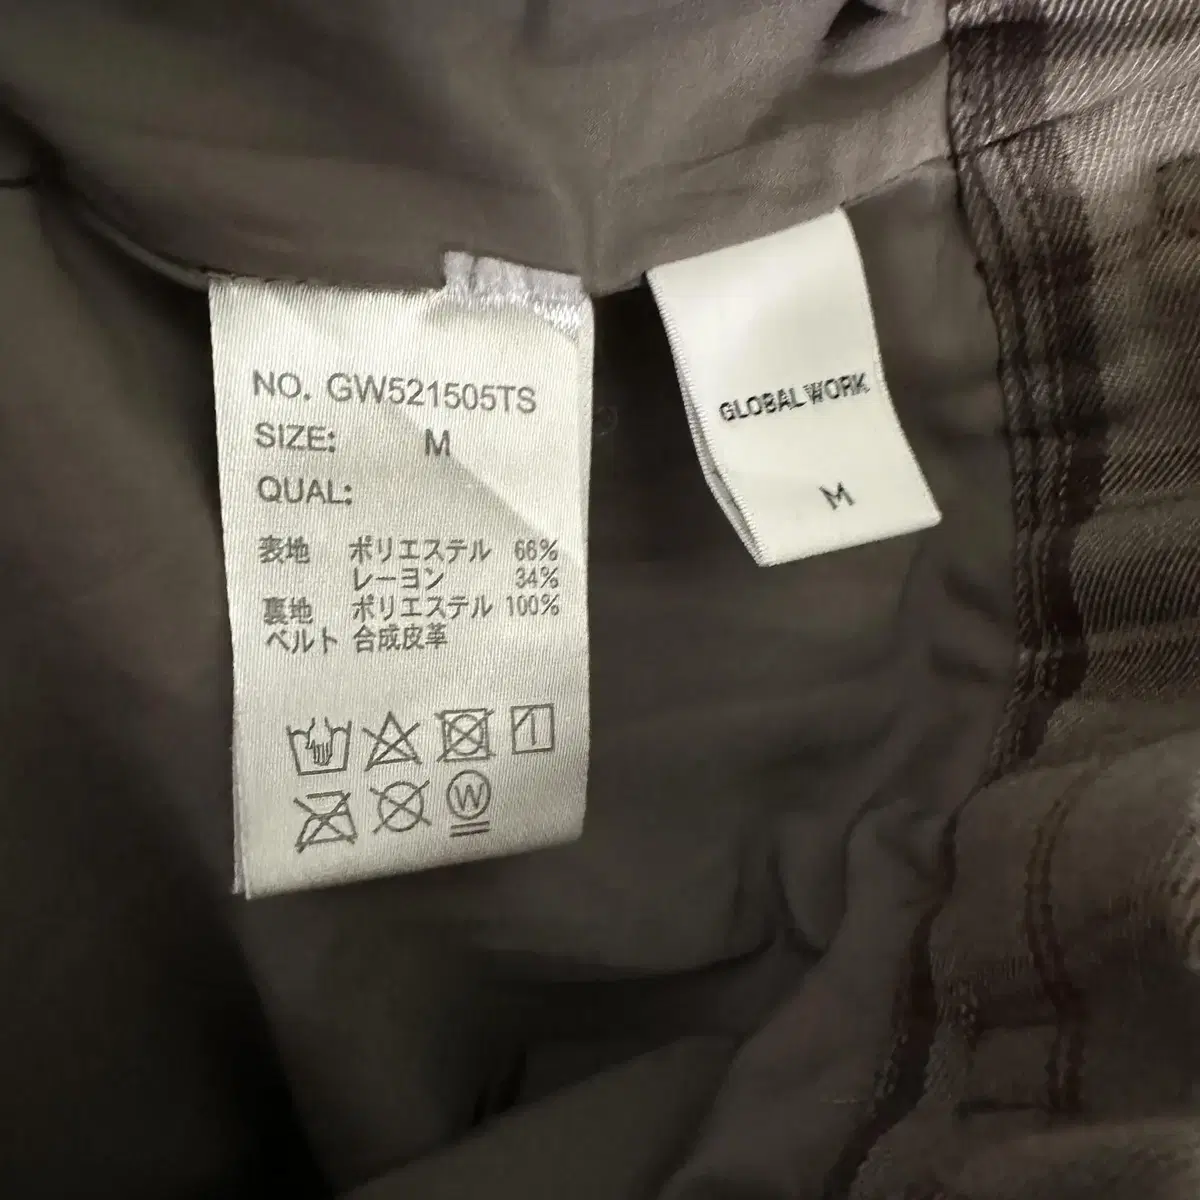 NO. GW521505TS
SIZE: M
QUAL:
表地 ポリエステル 66%
レーヨン 34%
裏地 ポリエステル 100%
ベルト 合成皮革
W
GLOBAL WORK
M